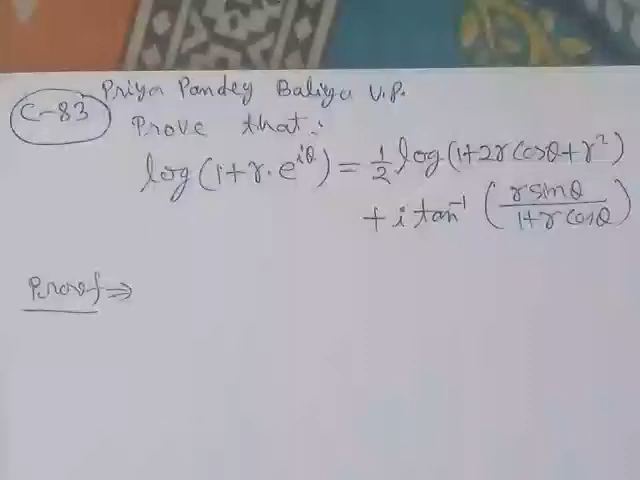 Priya Pandey Baliya U.P.
C-83 Prove that:
log(1+r·e^{iθ}) = 1/2 log(1+2r cosθ+r²)
+ i tan⁻¹ (r sinθ / 1+r cosθ)
Proof ⇒